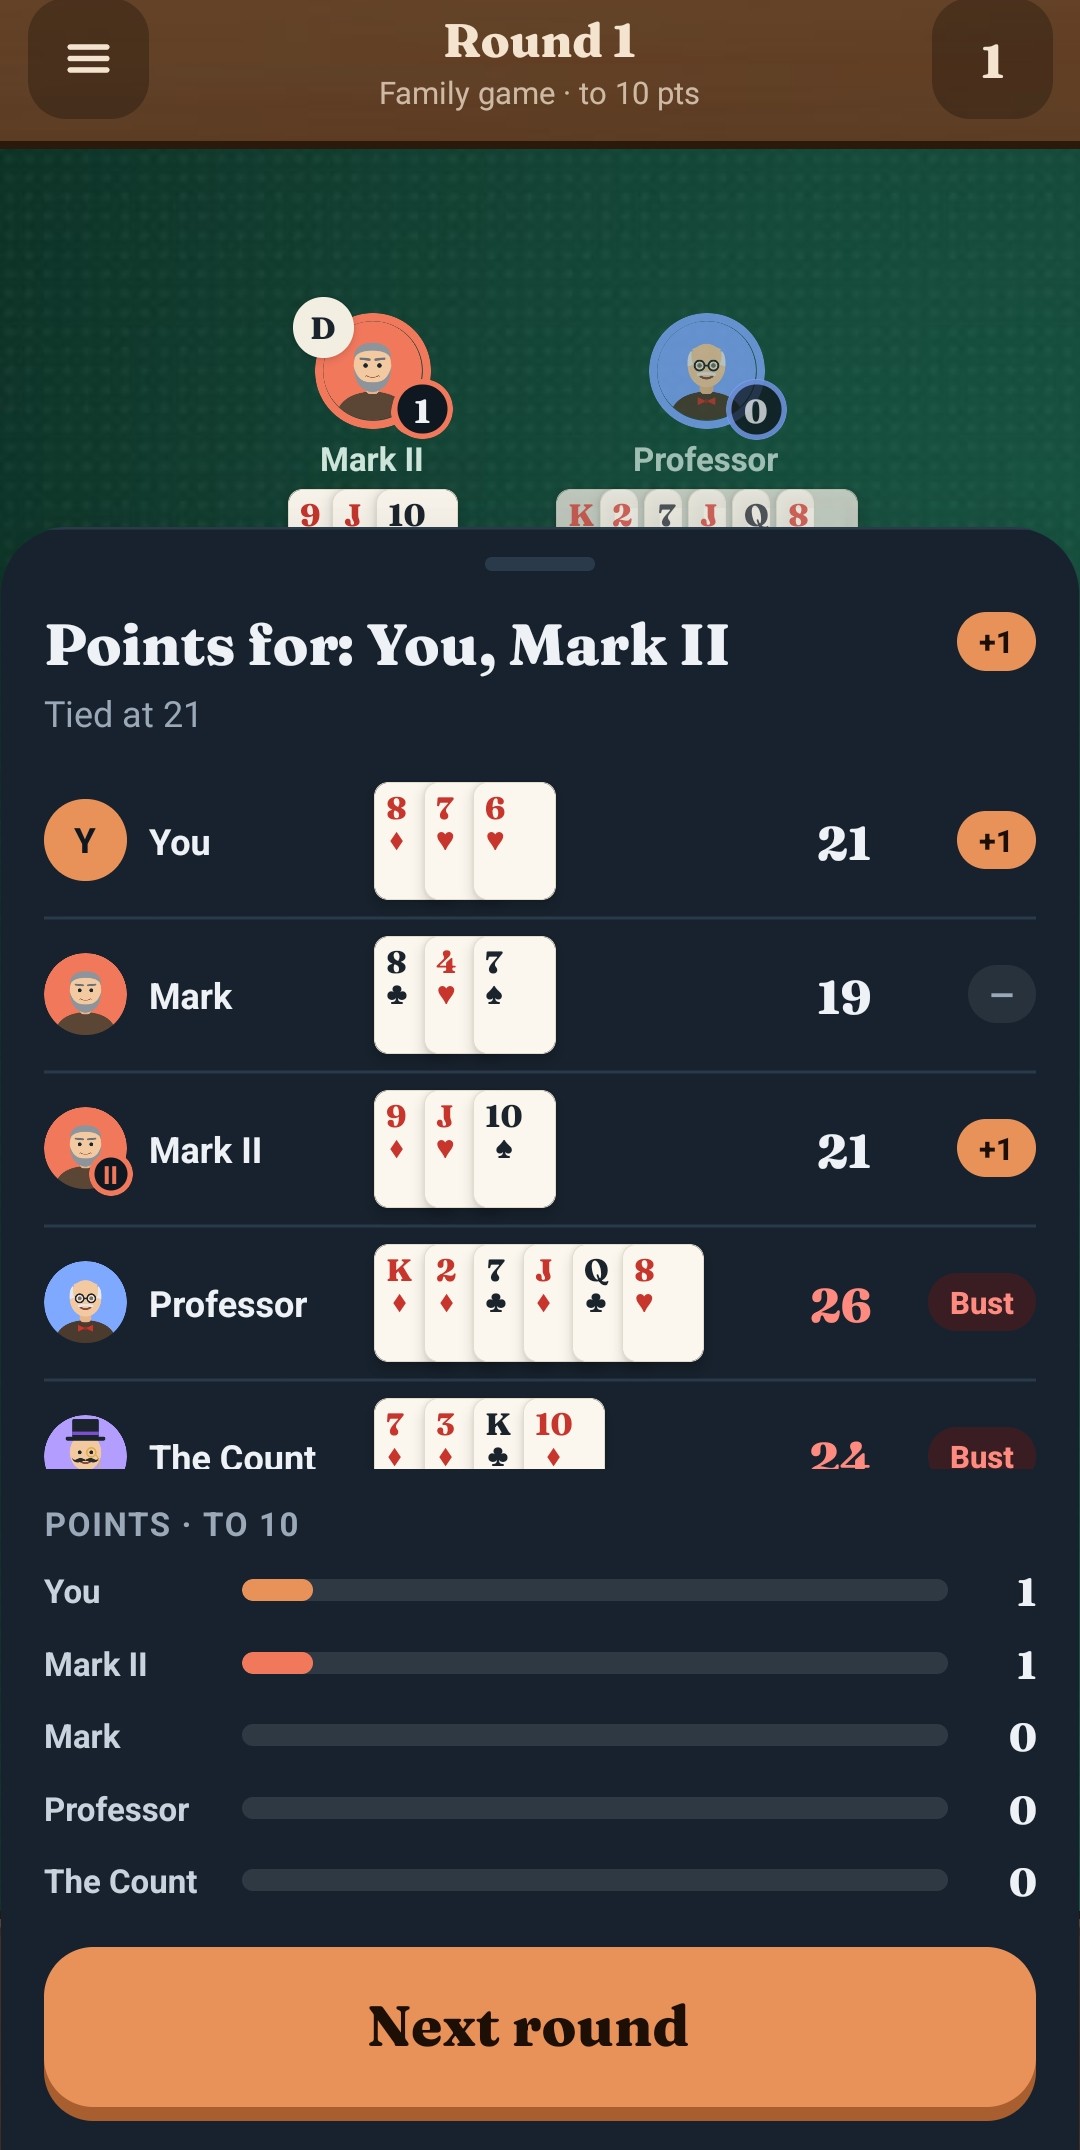 Round 1
Family game · to 10 pts
1
D
1
0
Mark II
Professor
9 J 10
K 2 7 J Q 8
Points for: You, Mark II
+1
Tied at 21
Y You 8♦ 7♥ 6♥ 21 +1
Mark 8♣ 4♥ 7♠ 19 –
II Mark II 9♦ J♥ 10♠ 21 +1
Professor K♦ 2♦ 7♣ J♦ Q♣ 8♥ 26 Bust
The Count 7♦ 3♦ K♣ 10♦ 24 Bust
POINTS · TO 10
You 1
Mark II 1
Mark 0
Professor 0
The Count 0
Next round